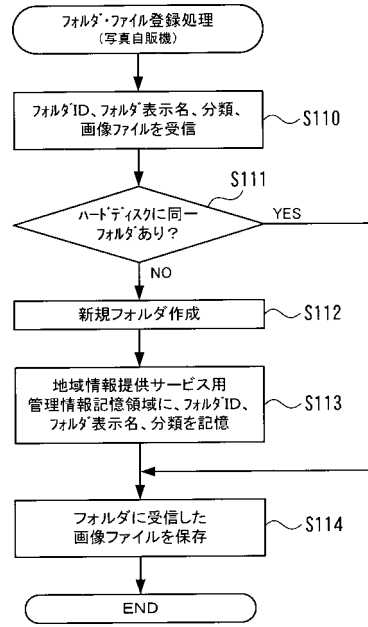 フォルダ・ファイル登録処理
(写真自販機)
フォルダID、フォルダ表示名、分類、
画像ファイルを受信
S110
S111
ハードディスクに同一
フォルダあり?
YES
NO
新規フォルダ作成
S112
地域情報提供サービス用
管理情報記憶領域に、フォルダID、
フォルダ表示名、分類を記憶
S113
フォルダに受信した
画像ファイルを保存
S114
END